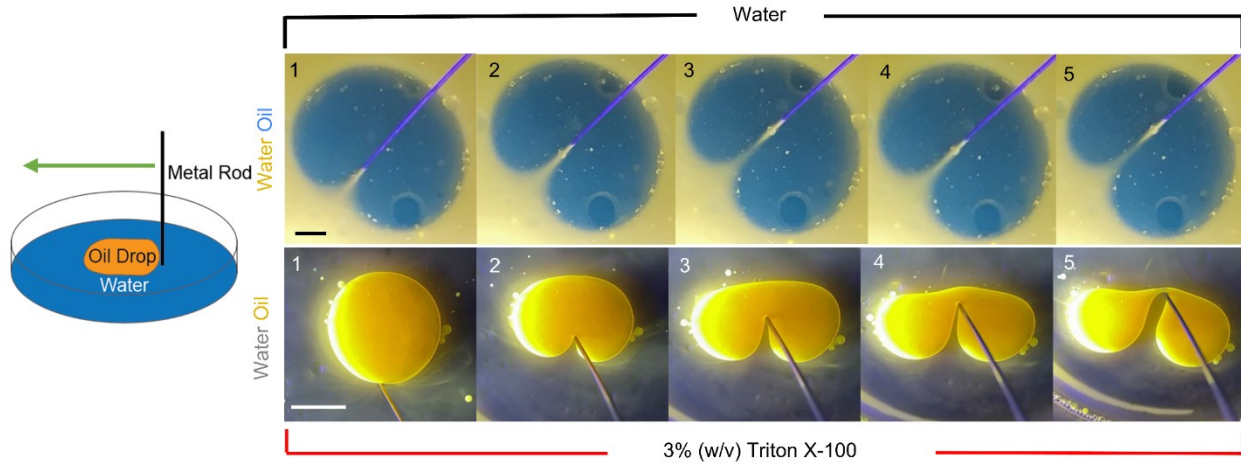 Water
Metal Rod
Oil Drop
Water
Water Oil
1
2
3
4
5
Water Oil
1
2
3
4
5
3% (w/v) Triton X-100